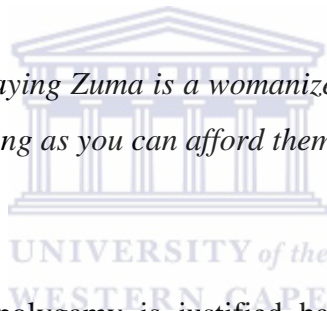 aying Zuma is a womanize
ng as you can afford them
UNIVERSITY of the
WESTERN CAPE
polygamy is justified be